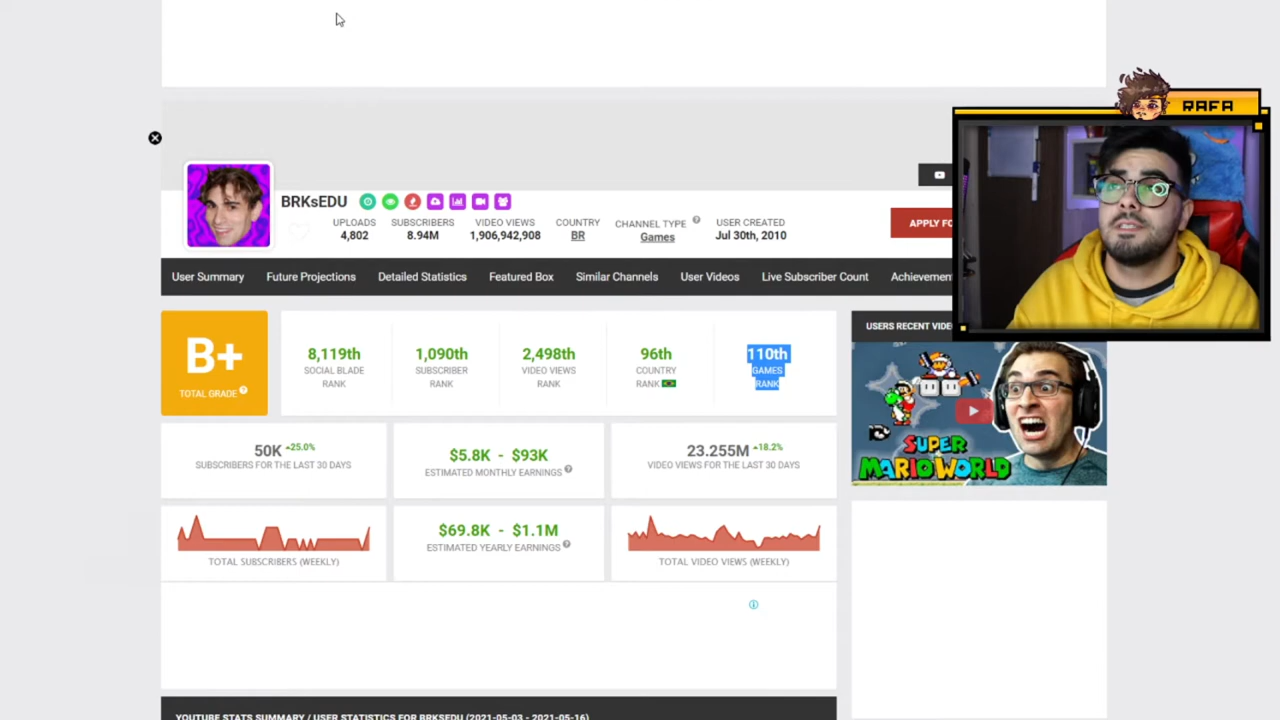 RAFA
BRKsEDU
UPLOADS
4,802
SUBSCRIBERS
8.94M
VIDEO VIEWS
1,906,942,908
COUNTRY
BR
CHANNEL TYPE
Games
USER CREATED
Jul 30th, 2010
APPLY FO
User Summary
Future Projections
Detailed Statistics
Featured Box
Similar Channels
User Videos
Live Subscriber Count
Achievemen
B+
TOTAL GRADE
8,119th
SOCIAL BLADE
RANK
1,090th
SUBSCRIBER
RANK
2,498th
VIDEO VIEWS
RANK
96th
COUNTRY
RANK
110th
GAMES
RANK
USERS RECENT VIDE
SUPER
MARIO WORLD
50K +25.0%
SUBSCRIBERS FOR THE LAST 30 DAYS
$5.8K - $93K
ESTIMATED MONTHLY EARNINGS
23.255M +18.2%
VIDEO VIEWS FOR THE LAST 30 DAYS
TOTAL SUBSCRIBERS (WEEKLY)
$69.8K - $1.1M
ESTIMATED YEARLY EARNINGS
TOTAL VIDEO VIEWS (WEEKLY)
YOUTUBE STATS SUMMARY / USER STATISTICS FOR BRKSEDU (2021-05-03 - 2021-05-16)